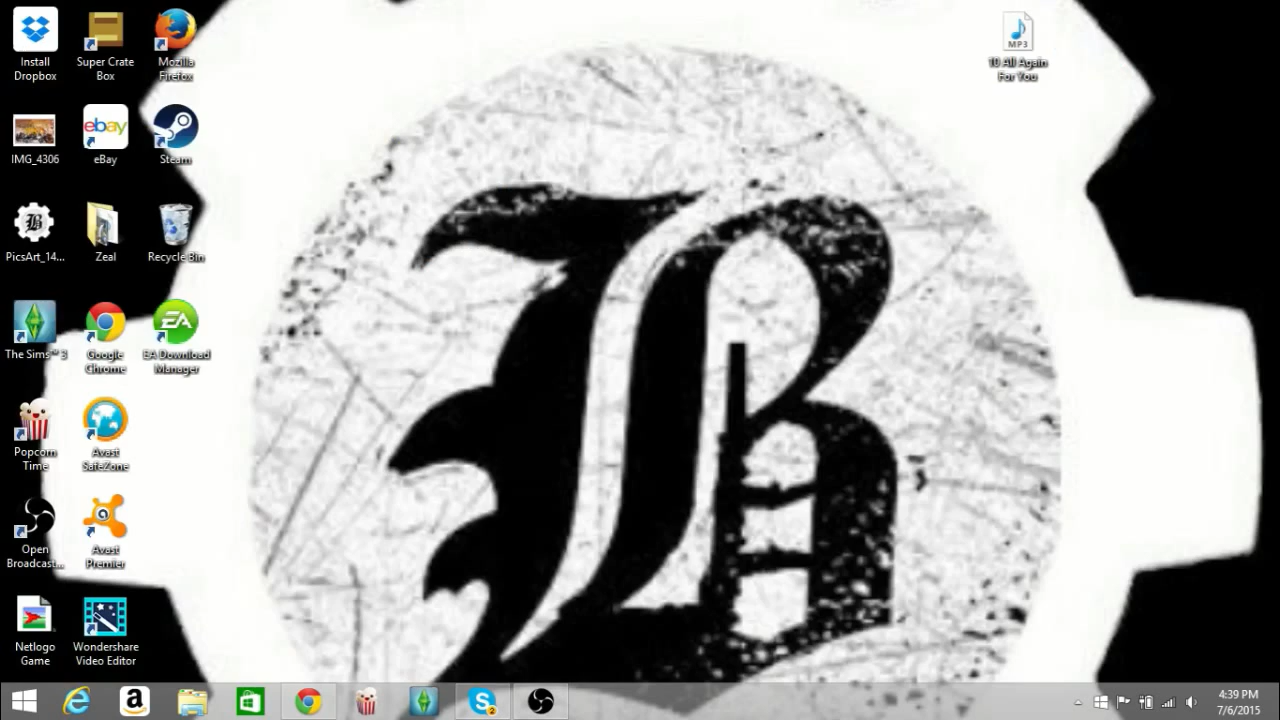 Install
Dropbox
Super Crate
Box
Mozilla
Firefox
MP3
10 All Again
For You
IMG_4306
ebay
eBay
Steam
B
PicsArt_14...
Zeal
Recycle Bin
The Sims™ 3
Google
Chrome
EA
EA Download
Manager
Popcorn
Time
Avast
SafeZone
Open
Broadcast...
Avast
Premier
Netlogo
Game
Wondershare
Video Editor
B
a
S
2
4:39 PM
7/6/2015